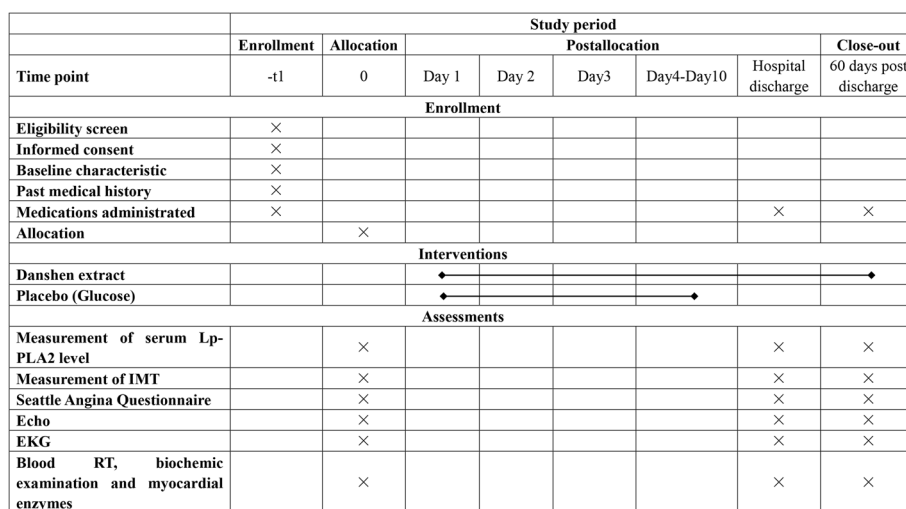 Study period
Enrollment Allocation Postallocation Close-out
Time point -t1 0 Day 1 Day 2 Day3 Day4-Day10 Hospital discharge 60 days post discharge
Enrollment
Eligibility screen ×
Informed consent ×
Baseline characteristic ×
Past medical history ×
Medications administrated × × ×
Allocation ×
Interventions
Danshen extract
Placebo (Glucose)
Assessments
Measurement of serum Lp-
PLA2 level × × ×
Measurement of IMT × × ×
Seattle Angina Questionnaire × × ×
Echo × × ×
EKG × × ×
Blood RT, biochemic
examination and myocardial × × ×
enzymes